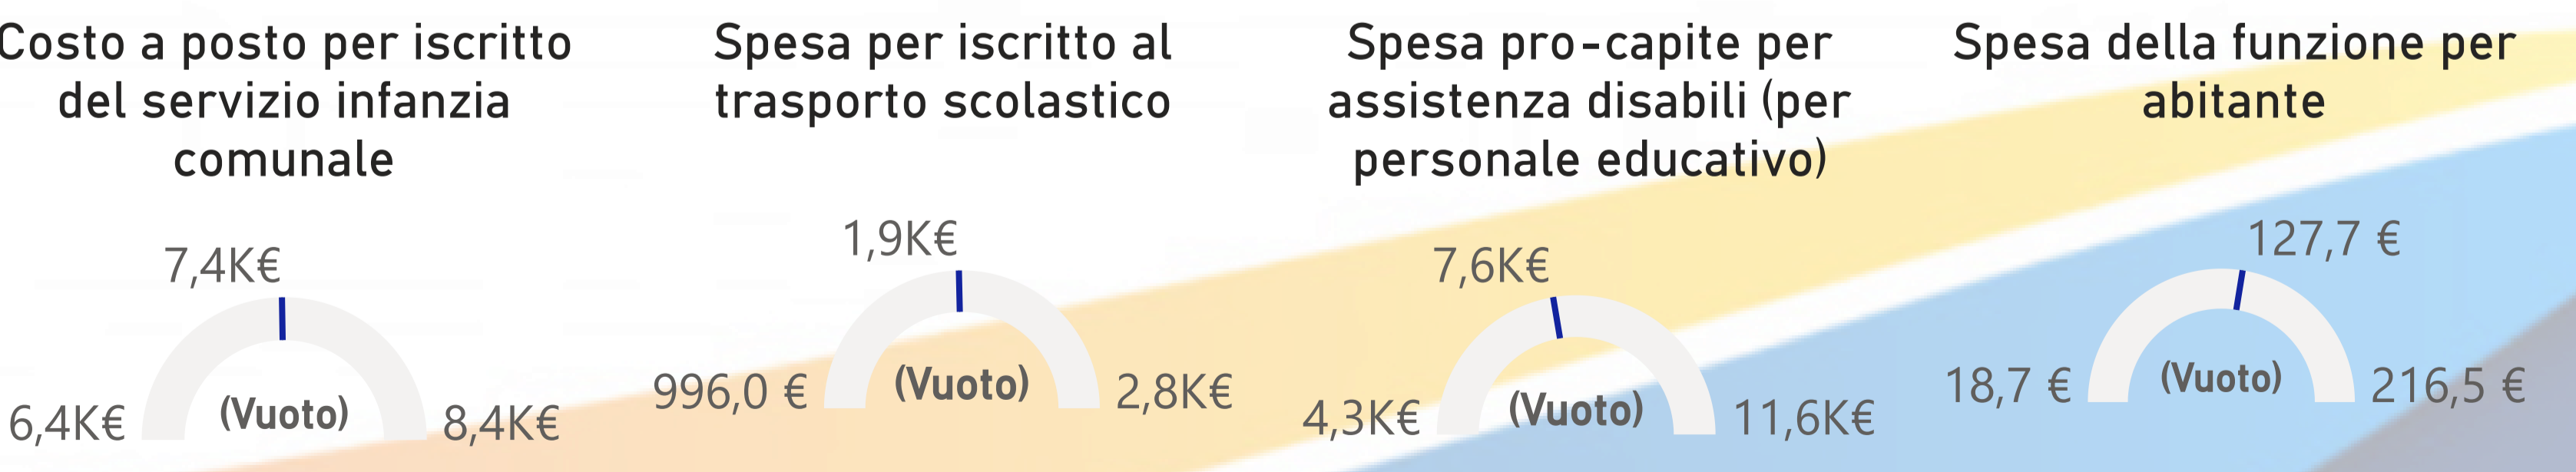 Costo a posto per iscritto
del servizio infanzia
comunale
7,4K€
6,4K€
(Vuoto)
8,4K€
Spesa per iscritto al
trasporto scolastico
1,9K€
996,0 €
(Vuoto)
2,8K€
Spesa pro-capite per
assistenza disabili (per
personale educativo)
7,6K€
4,3K€
(Vuoto)
11,6K€
Spesa della funzione per
abitante
127,7 €
18,7 €
(Vuoto)
216,5 €